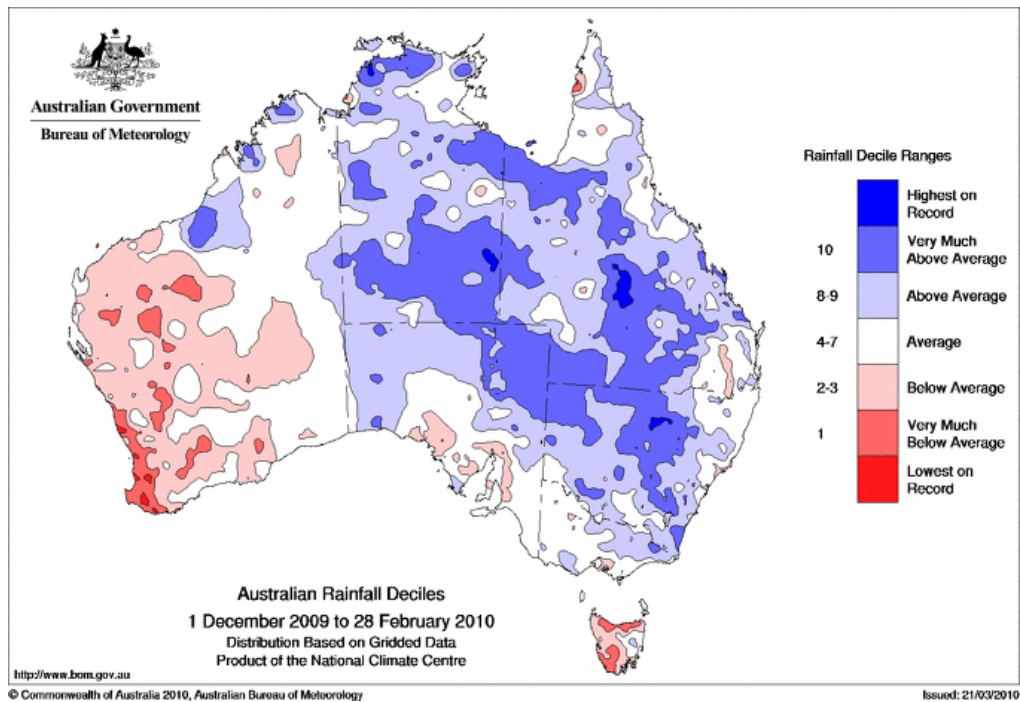 Australian Government
Bureau of Meteorology
Rainfall Decile Ranges
Highest on
Record
10
Very Much
Above Average
8-9
Above Average
4-7
Average
2-3
Below Average
1
Very Much
Below Average
Lowest on
Record
Australian Rainfall Deciles
1 December 2009 to 28 February 2010
Distribution Based on Gridded Data
Product of the National Climate Centre
http://www.bom.gov.au
© Commonwealth of Australia 2010, Australian Bureau of Meteorology
Issued: 21/03/2010